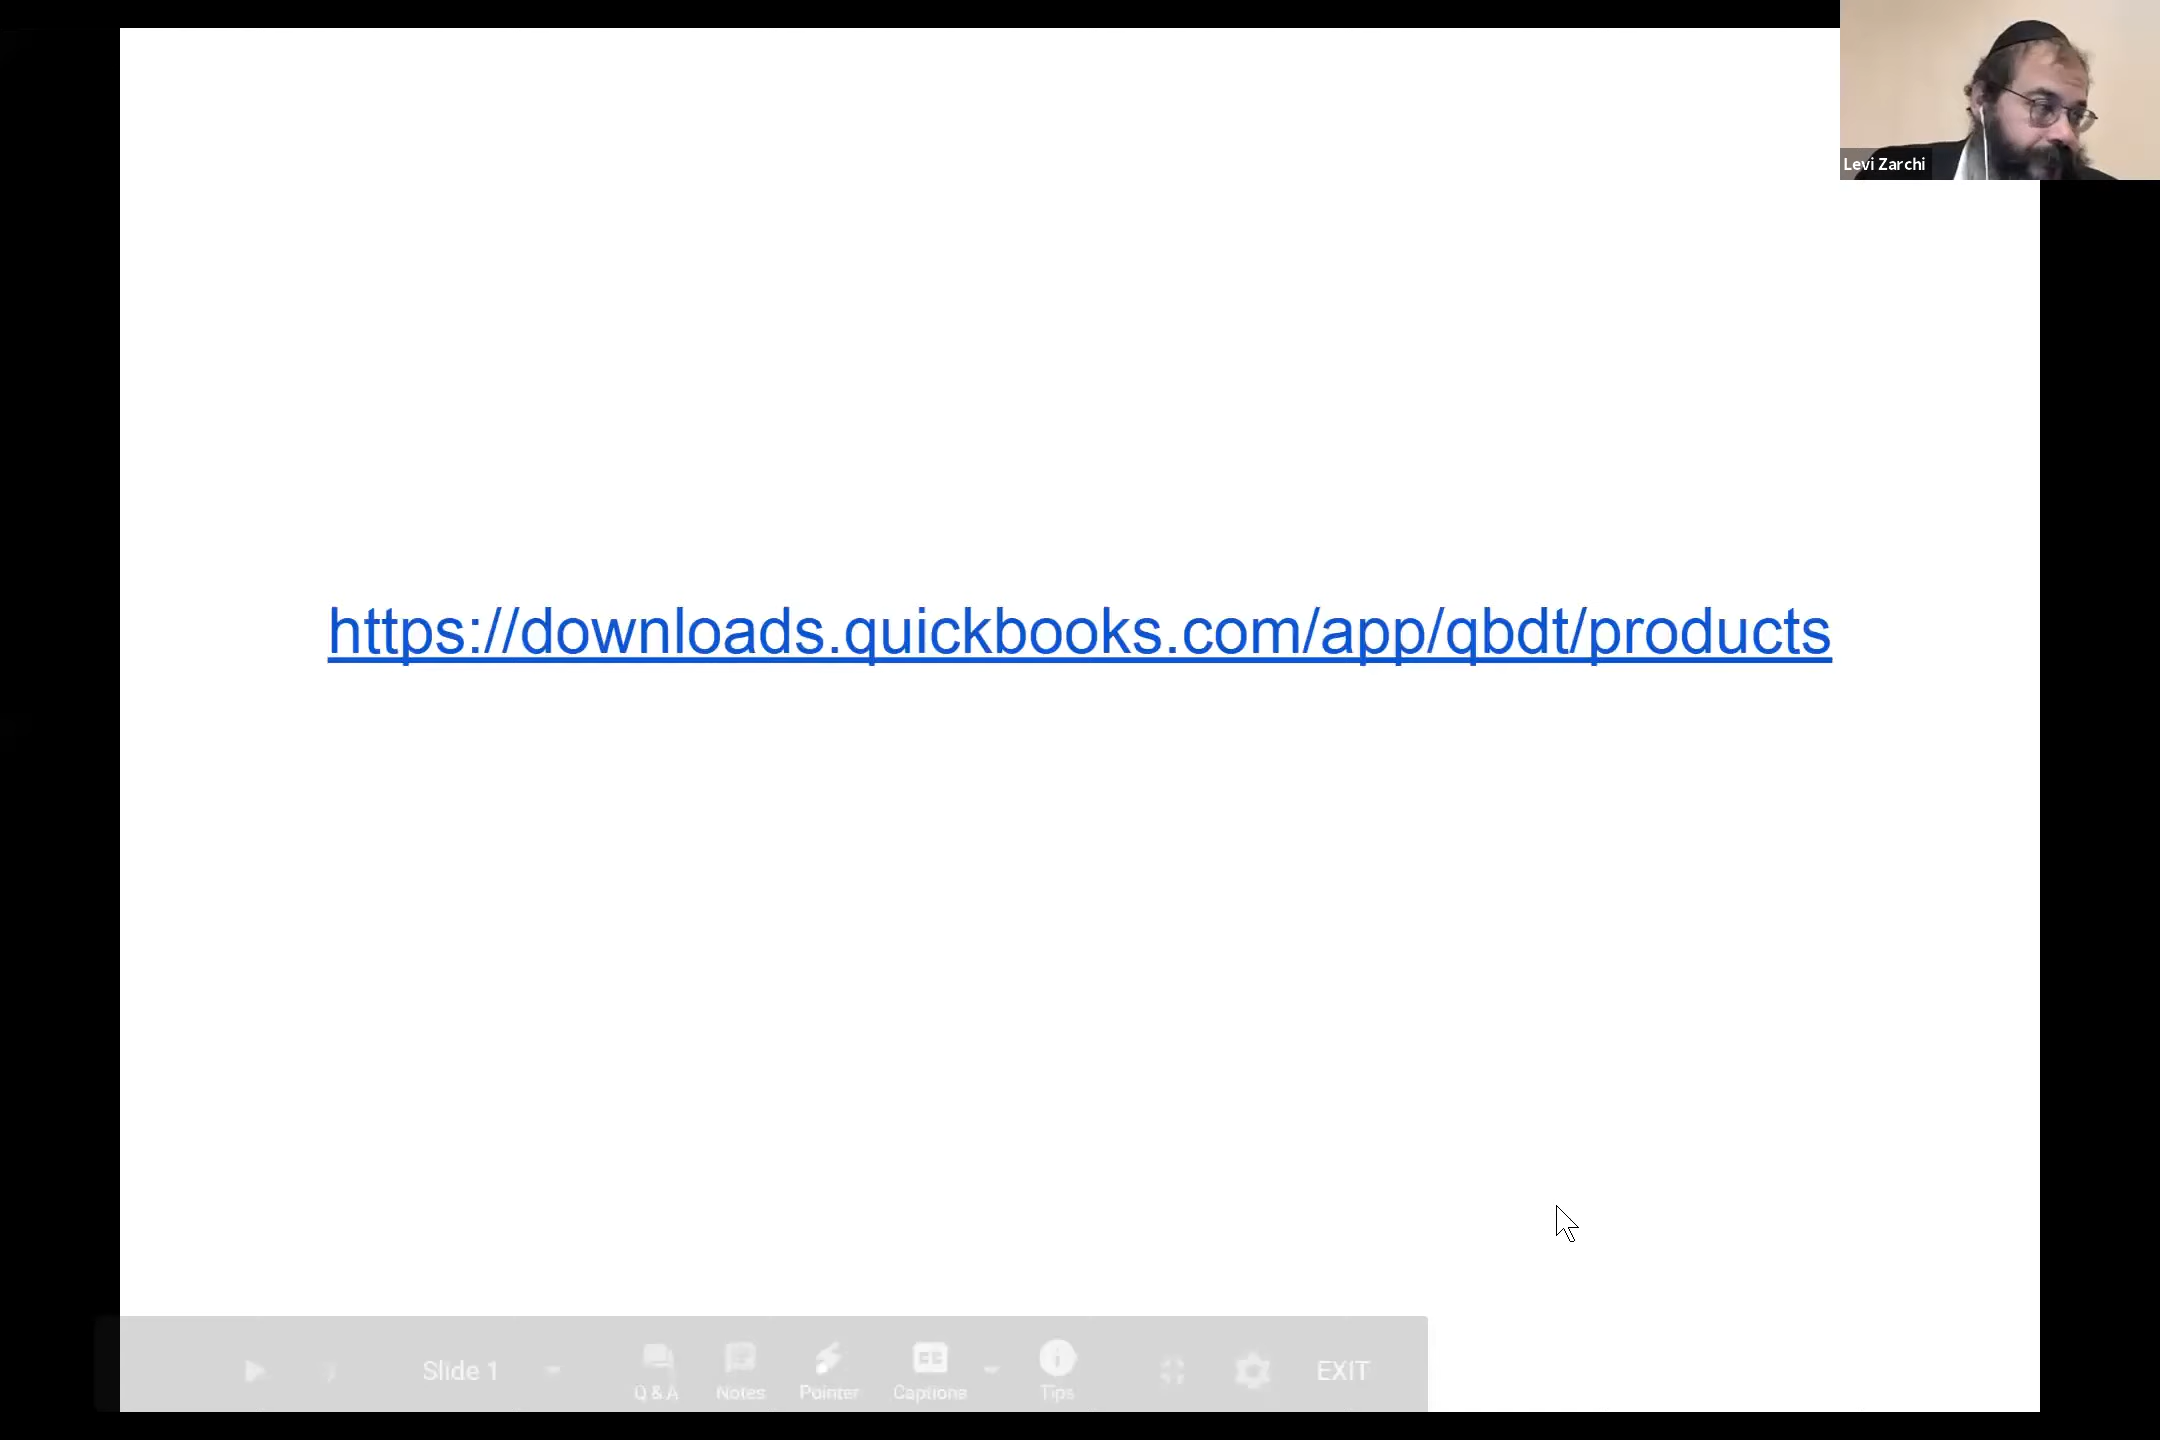 Levi Zarchi
https://downloads.quickbooks.com/app/qbdt/products
Slide 1
Q & A
Notes
Pointer
Captions
Tips
EXIT